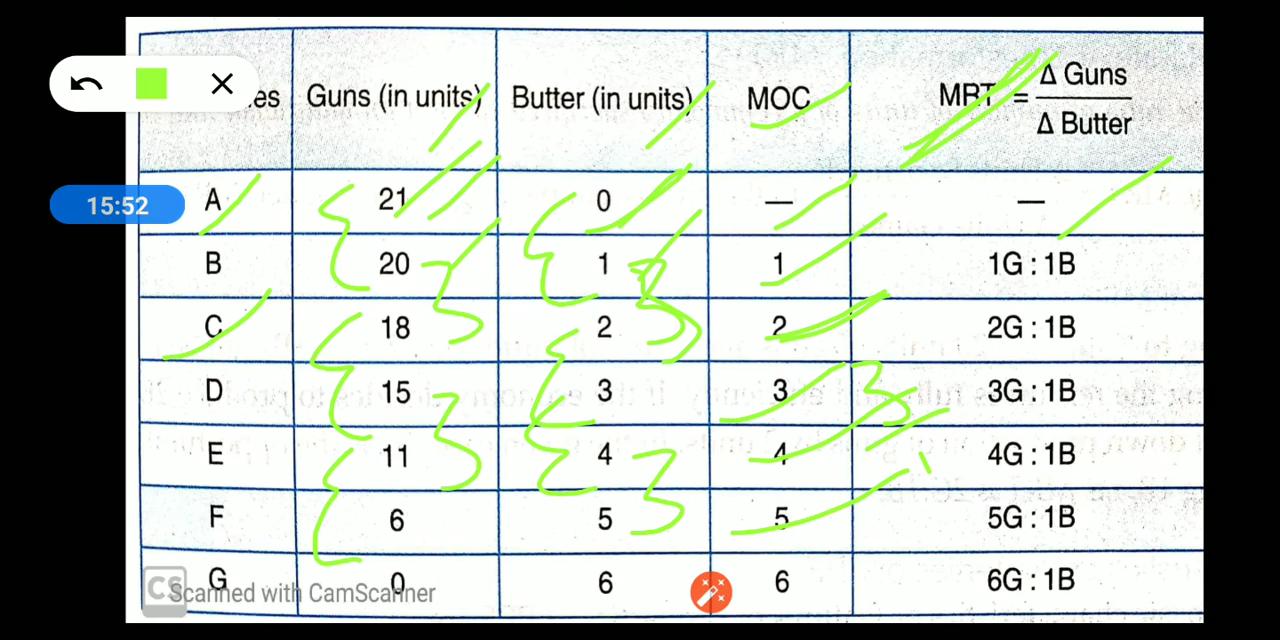 es Guns (in units) Butter (in units) MOC MRT = Δ Guns / Δ Butter
15:52
A 21 0 — —
B 20 1 1 1G : 1B
C 18 2 2 2G : 1B
D 15 3 3 3G : 1B
E 11 4 4 4G : 1B
F 6 5 5 5G : 1B
G 0 6 6 6G : 1B
CS Scanned with CamScanner